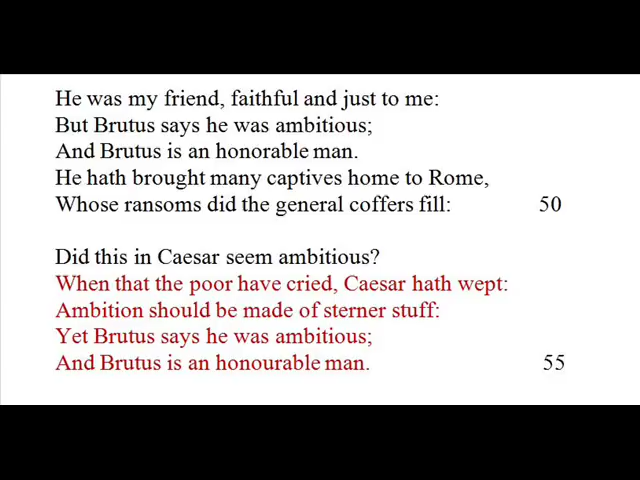 He was my friend, faithful and just to me:
But Brutus says he was ambitious;
And Brutus is an honorable man.
He hath brought many captives home to Rome,
Whose ransoms did the general coffers fill: 50
Did this in Caesar seem ambitious?
When that the poor have cried, Caesar hath wept:
Ambition should be made of sterner stuff:
Yet Brutus says he was ambitious;
And Brutus is an honourable man. 55